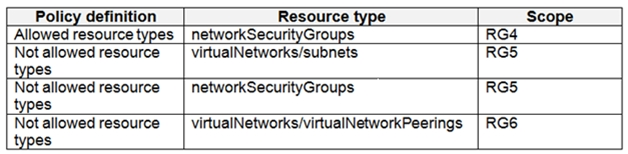 Policy definition Resource type Scope
Allowed resource types networkSecurityGroups RG4
Not allowed resource types virtualNetworks/subnets RG5
Not allowed resource types networkSecurityGroups RG5
Not allowed resource types virtualNetworks/virtualNetworkPeerings RG6